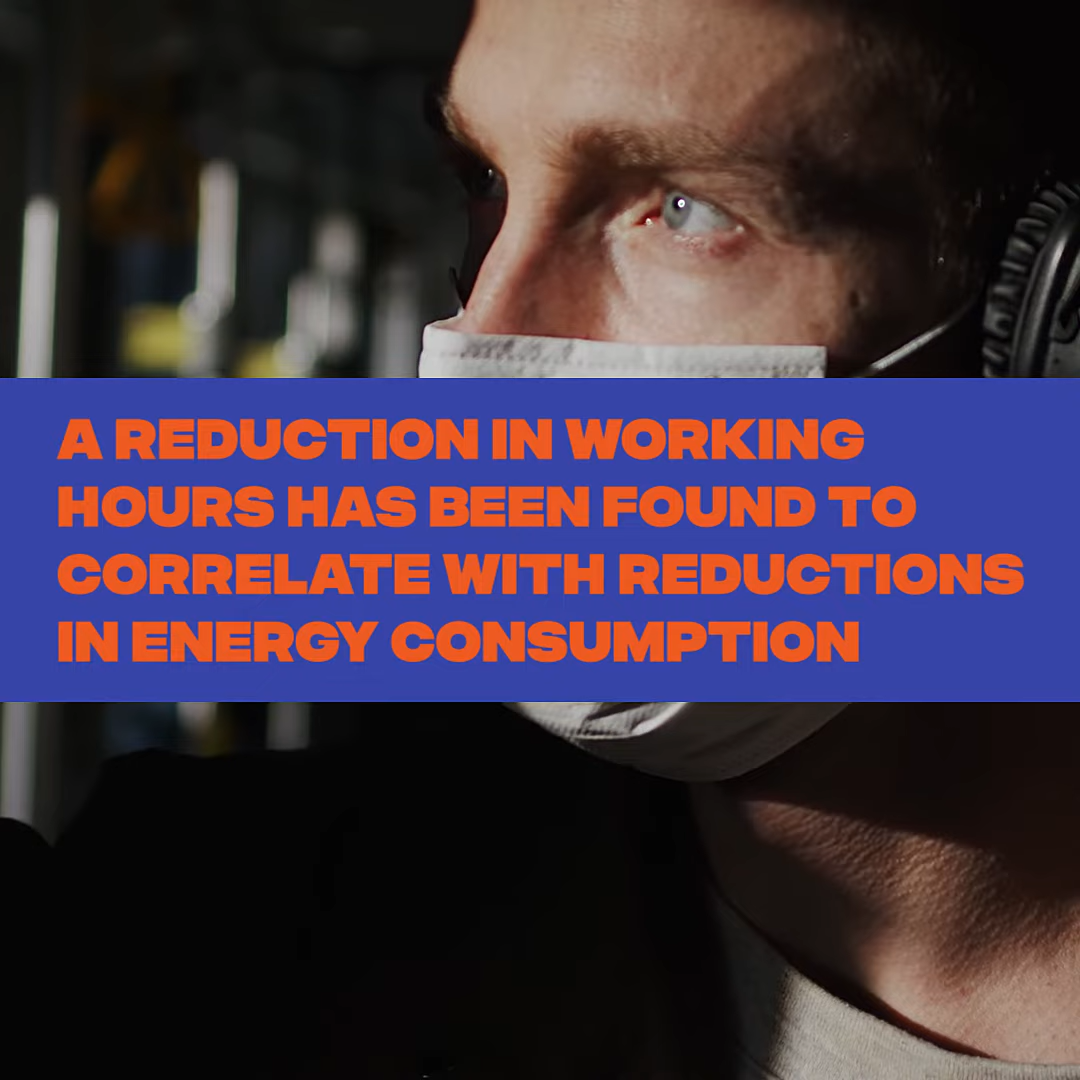 A REDUCTION IN WORKING
HOURS HAS BEEN FOUND TO
CORRELATE WITH REDUCTIONS
IN ENERGY CONSUMPTION